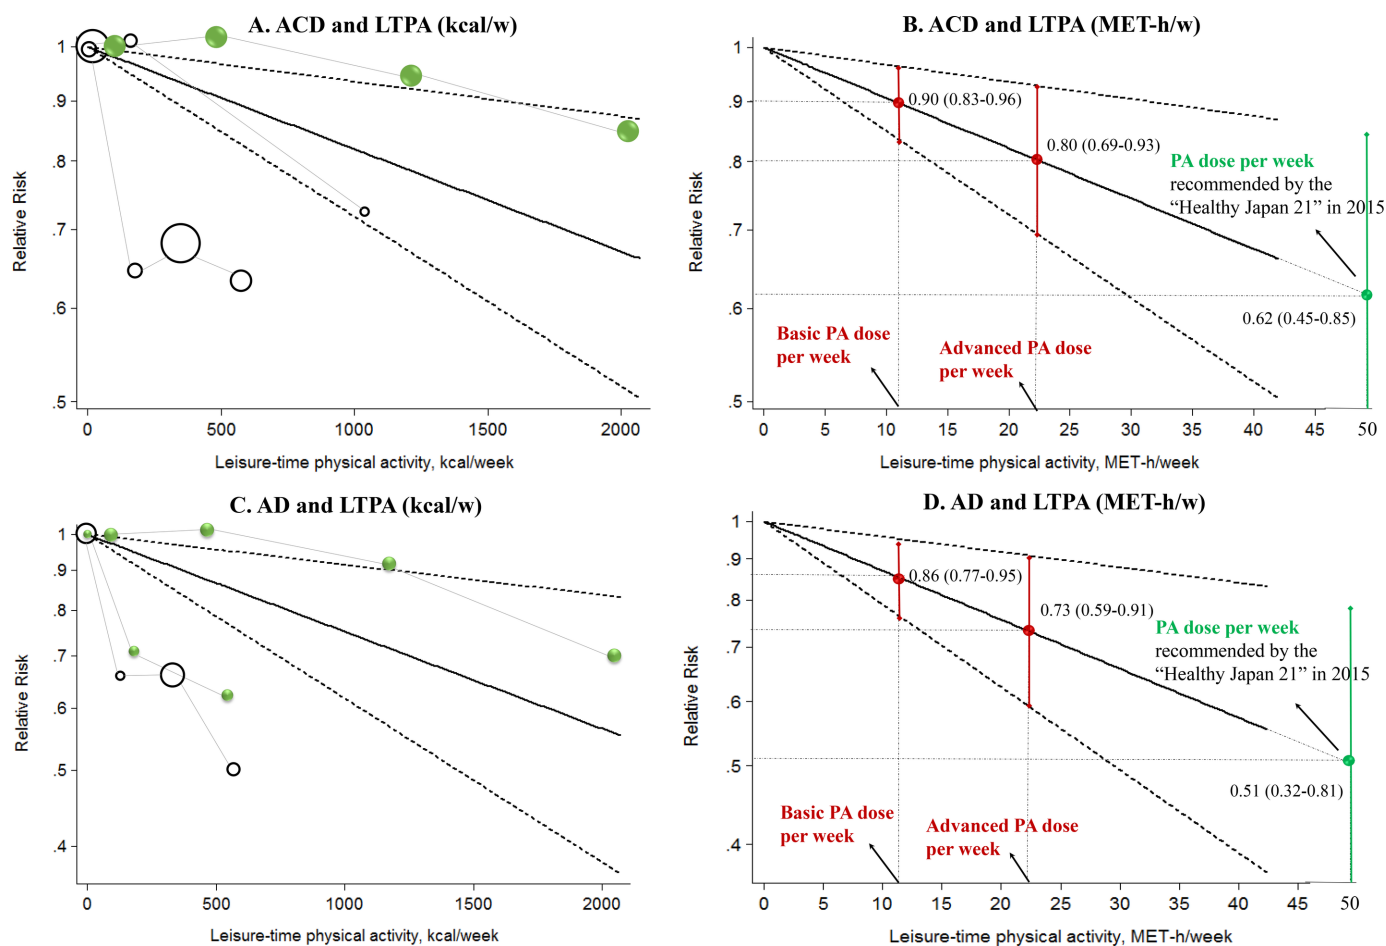 A. ACD and LTPA (kcal/w)
1
.9
.8
.7
.6
.5
Relative Risk
0 500 1000 1500 2000
Leisure-time physical activity, kcal/week
B. ACD and LTPA (MET-h/w)
1
.9
.8
.7
.6
.5
Relative Risk
0.90 (0.83-0.96)
0.80 (0.69-0.93)
PA dose per week
recommended by the
“Healthy Japan 21” in 2015
0.62 (0.45-0.85)
Basic PA dose
per week
Advanced PA dose
per week
0 5 10 15 20 25 30 35 40 45 50
Leisure-time physical activity, MET-h/week
C. AD and LTPA (kcal/w)
1
.9
.8
.7
.6
.5
.4
Relative Risk
0 500 1000 1500 2000
Leisure-time physical activity, kcal/week
D. AD and LTPA (MET-h/w)
1
.9
.8
.7
.6
.5
.4
Relative Risk
0.86 (0.77-0.95)
0.73 (0.59-0.91)
PA dose per week
recommended by the
“Healthy Japan 21” in 2015
0.51 (0.32-0.81)
Basic PA dose
per week
Advanced PA dose
per week
0 5 10 15 20 25 30 35 40 45 50
Leisure-time physical activity, MET-h/week